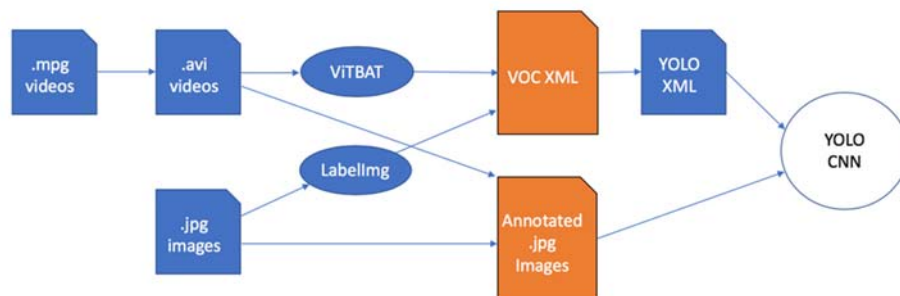 .mpg
videos
.avi
videos
ViTBAT
VOC XML
YOLO
XML
YOLO
CNN
LabelImg
.jpg
images
Annotated
.jpg
Images